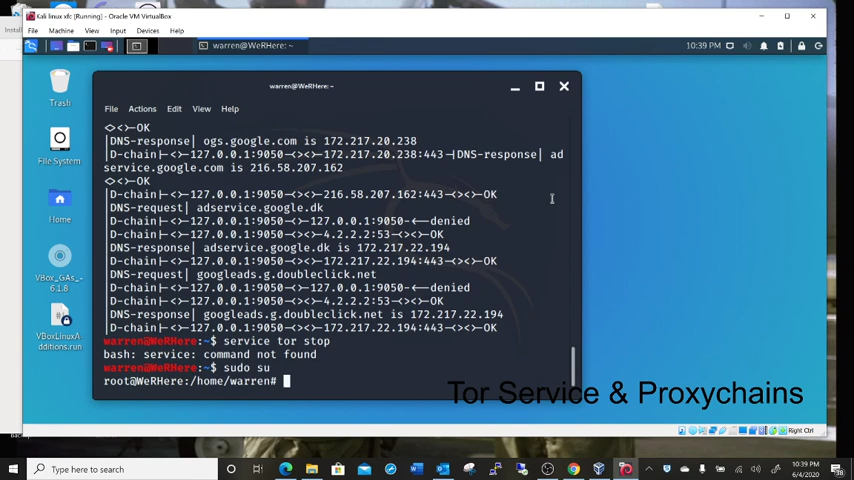 Kali linux xfc [Running] - Oracle VM VirtualBox
File Machine View Input Devices Help
warren@WeRHere: ~
10:39 PM
Trash
File System
Home
VBox_GAs_
6.1.8
VBoxLinuxA
dditions.run
warren@WeRHere:~
File Actions Edit View Help
<><>-OK
|DNS-response| ogs.google.com is 172.217.20.238
|D-chain|-<>-127.0.0.1:9050-<><>-172.217.20.238:443-|DNS-response| ad
service.google.com is 216.58.207.162
<><>-OK
|D-chain|-<>-127.0.0.1:9050-<><>-216.58.207.162:443-<><>-OK
|DNS-request| adservice.google.dk
|D-chain|-<>-127.0.0.1:9050-<><>-127.0.0.1:9050-<--denied
|D-chain|-<>-127.0.0.1:9050-<><>-4.2.2.2:53-<><>-OK
|DNS-response| adservice.google.dk is 172.217.22.194
|D-chain|-<>-127.0.0.1:9050-<><>-172.217.22.194:443-<><>-OK
|DNS-request| googleads.g.doubleclick.net
|D-chain|-<>-127.0.0.1:9050-<><>-127.0.0.1:9050-<--denied
|D-chain|-<>-127.0.0.1:9050-<><>-4.2.2.2:53-<><>-OK
|DNS-response| googleads.g.doubleclick.net is 172.217.22.194
|D-chain|-<>-127.0.0.1:9050-<><>-172.217.22.194:443-<><>-OK
warren@WeRHere:~$ service tor stop
bash: service: command not found
warren@WeRHere:~$ sudo su
root@WeRHere:/home/warren#
Tor Service & Proxychains
Right Ctrl
Type here to search
10:39 PM
6/4/2020
38